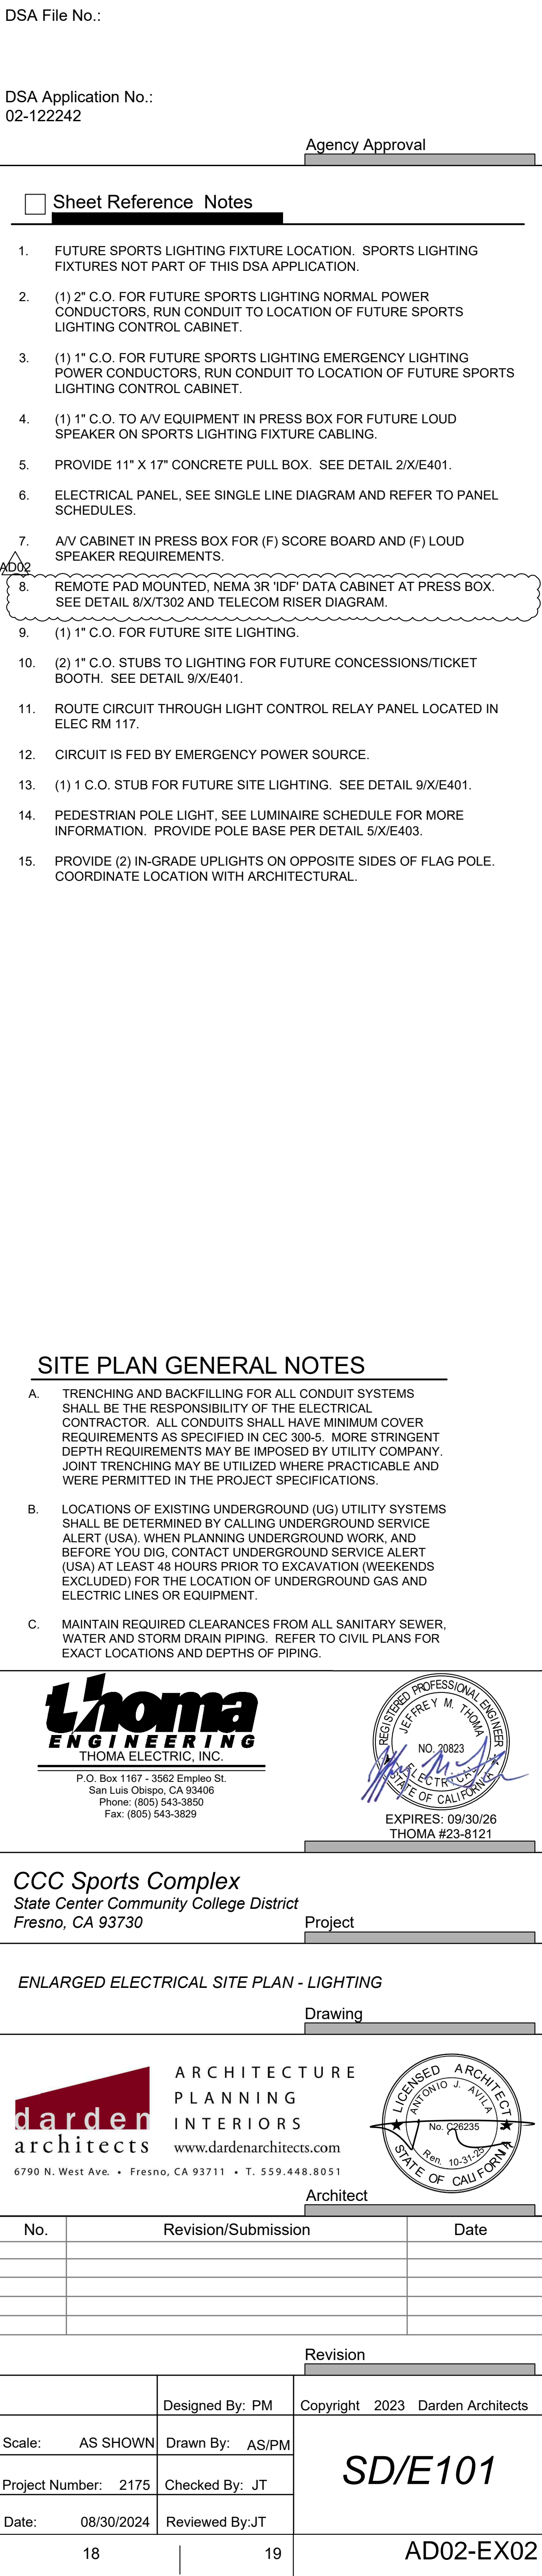 DSA File No.:
DSA Application No.:
02-122242
Agency Approval
Sheet Reference Notes
1. FUTURE SPORTS LIGHTING FIXTURE LOCATION. SPORTS LIGHTING
FIXTURES NOT PART OF THIS DSA APPLICATION.
2. (1) 2" C.O. FOR FUTURE SPORTS LIGHTING NORMAL POWER
CONDUCTORS, RUN CONDUIT TO LOCATION OF FUTURE SPORTS
LIGHTING CONTROL CABINET.
3. (1) 1" C.O. FOR FUTURE SPORTS LIGHTING EMERGENCY LIGHTING
POWER CONDUCTORS, RUN CONDUIT TO LOCATION OF FUTURE SPORTS
LIGHTING CONTROL CABINET.
4. (1) 1" C.O. TO A/V EQUIPMENT IN PRESS BOX FOR FUTURE LOUD
SPEAKER ON SPORTS LIGHTING FIXTURE CABLING.
5. PROVIDE 11" X 17" CONCRETE PULL BOX. SEE DETAIL 2/X/E401.
6. ELECTRICAL PANEL, SEE SINGLE LINE DIAGRAM AND REFER TO PANEL
SCHEDULES.
7. A/V CABINET IN PRESS BOX FOR (F) SCORE BOARD AND (F) LOUD
SPEAKER REQUIREMENTS.
AD02
8. REMOTE PAD MOUNTED, NEMA 3R 'IDF' DATA CABINET AT PRESS BOX.
SEE DETAIL 8/X/T302 AND TELECOM RISER DIAGRAM.
9. (1) 1" C.O. FOR FUTURE SITE LIGHTING.
10. (2) 1" C.O. STUBS TO LIGHTING FOR FUTURE CONCESSIONS/TICKET
BOOTH. SEE DETAIL 9/X/E401.
11. ROUTE CIRCUIT THROUGH LIGHT CONTROL RELAY PANEL LOCATED IN
ELEC RM 117.
12. CIRCUIT IS FED BY EMERGENCY POWER SOURCE.
13. (1) 1 C.O. STUB FOR FUTURE SITE LIGHTING. SEE DETAIL 9/X/E401.
14. PEDESTRIAN POLE LIGHT, SEE LUMINAIRE SCHEDULE FOR MORE
INFORMATION. PROVIDE POLE BASE PER DETAIL 5/X/E403.
15. PROVIDE (2) IN-GRADE UPLIGHTS ON OPPOSITE SIDES OF FLAG POLE.
COORDINATE LOCATION WITH ARCHITECTURAL.
SITE PLAN GENERAL NOTES
A. TRENCHING AND BACKFILLING FOR ALL CONDUIT SYSTEMS
SHALL BE THE RESPONSIBILITY OF THE ELECTRICAL
CONTRACTOR. ALL CONDUITS SHALL HAVE MINIMUM COVER
REQUIREMENTS AS SPECIFIED IN CEC 300-5. MORE STRINGENT
DEPTH REQUIREMENTS MAY BE IMPOSED BY UTILITY COMPANY.
JOINT TRENCHING MAY BE UTILIZED WHERE PRACTICABLE AND
WERE PERMITTED IN THE PROJECT SPECIFICATIONS.
B. LOCATIONS OF EXISTING UNDERGROUND (UG) UTILITY SYSTEMS
SHALL BE DETERMINED BY CALLING UNDERGROUND SERVICE
ALERT (USA). WHEN PLANNING UNDERGROUND WORK, AND
BEFORE YOU DIG, CONTACT UNDERGROUND SERVICE ALERT
(USA) AT LEAST 48 HOURS PRIOR TO EXCAVATION (WEEKENDS
EXCLUDED) FOR THE LOCATION OF UNDERGROUND GAS AND
ELECTRIC LINES OR EQUIPMENT.
C. MAINTAIN REQUIRED CLEARANCES FROM ALL SANITARY SEWER,
WATER AND STORM DRAIN PIPING. REFER TO CIVIL PLANS FOR
EXACT LOCATIONS AND DEPTHS OF PIPING.
thoma
ENGINEERING
THOMA ELECTRIC, INC.
P.O. Box 1167 - 3562 Empleo St.
San Luis Obispo, CA 93406
Phone: (805) 543-3850
Fax: (805) 543-3829
REGISTERED PROFESSIONAL ENGINEER
JEFFREY M. THOMA
NO. 20823
ELECTRICAL
STATE OF CALIFORNIA
EXPIRES: 09/30/26
THOMA #23-8121
CCC Sports Complex
State Center Community College District
Fresno, CA 93730
Project
ENLARGED ELECTRICAL SITE PLAN - LIGHTING
Drawing
darden
architects
ARCHITECTURE
PLANNING
INTERIORS
www.dardenarchitects.com
6790 N. West Ave. • Fresno, CA 93711 • T. 559.448.8051
LICENSED ARCHITECT
ANTONIO J. AVILA
No. C26235
Ren. 10-31-25
STATE OF CALIFORNIA
Architect
No. Revision/Submission Date
Revision
Designed By: PM
Copyright 2023 Darden Architects
Scale: AS SHOWN
Drawn By: AS/PM
SD/E101
Project Number: 2175
Checked By: JT
Date: 08/30/2024
Reviewed By:JT
18 19
AD02-EX02